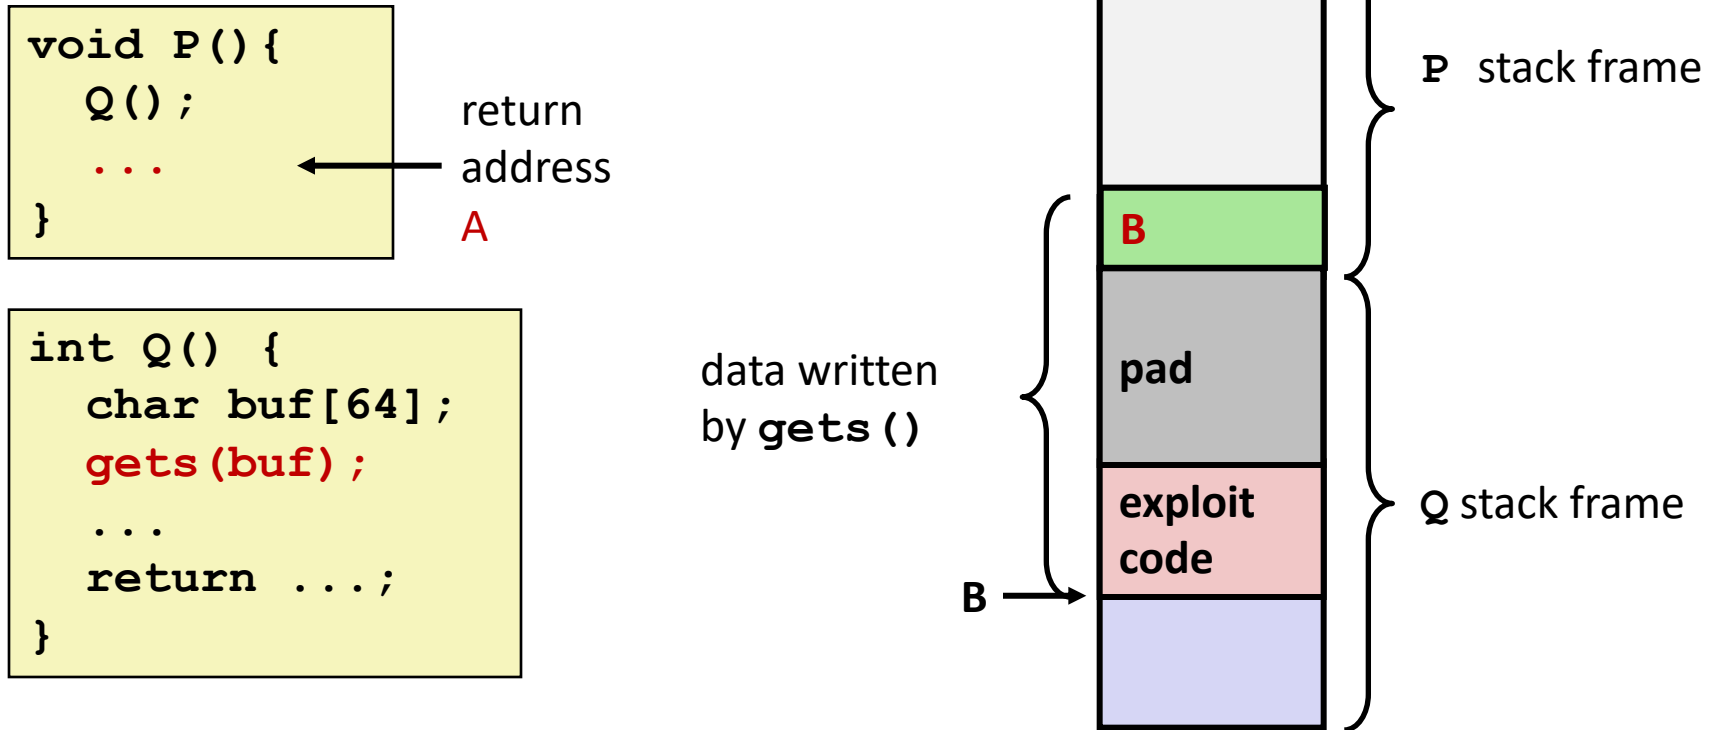 void P(){
  Q();
  ...
}
return
address
A
int Q() {
  char buf[64];
  gets(buf);
  ...
  return ...;
}
data written
by gets()
B
B
pad
exploit
code
P stack frame
Q stack frame